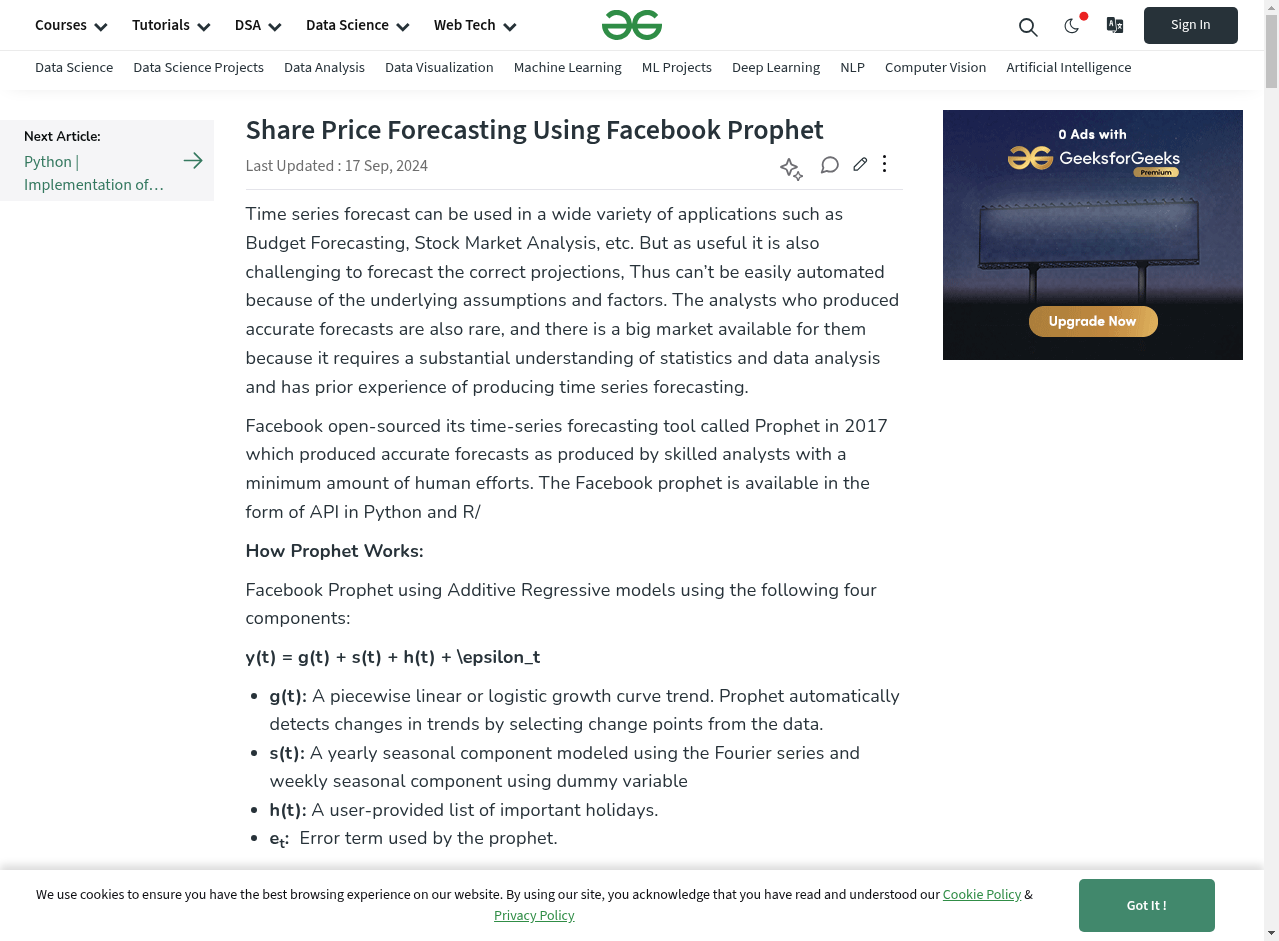 Courses
Tutorials
DSA
Data Science
Web Tech
Sign In
Data Science
Data Science Projects
Data Analysis
Data Visualization
Machine Learning
ML Projects
Deep Learning
NLP
Computer Vision
Artificial Intelligence
Next Article:
Python |
Implementation of…
Share Price Forecasting Using Facebook Prophet
Last Updated : 17 Sep, 2024
Time series forecast can be used in a wide variety of applications such as
Budget Forecasting, Stock Market Analysis, etc. But as useful it is also
challenging to forecast the correct projections, Thus can’t be easily automated
because of the underlying assumptions and factors. The analysts who produced
accurate forecasts are also rare, and there is a big market available for them
because it requires a substantial understanding of statistics and data analysis
and has prior experience of producing time series forecasting.
Facebook open-sourced its time-series forecasting tool called Prophet in 2017
which produced accurate forecasts as produced by skilled analysts with a
minimum amount of human efforts. The Facebook prophet is available in the
form of API in Python and R/
How Prophet Works:
Facebook Prophet using Additive Regressive models using the following four
components:
y(t) = g(t) + s(t) + h(t) + \epsilon_t
• g(t): A piecewise linear or logistic growth curve trend. Prophet automatically
detects changes in trends by selecting change points from the data.
• s(t): A yearly seasonal component modeled using the Fourier series and
weekly seasonal component using dummy variable
• h(t): A user-provided list of important holidays.
• et: Error term used by the prophet.
0 Ads with
GeeksforGeeks
Premium
Upgrade Now
We use cookies to ensure you have the best browsing experience on our website. By using our site, you acknowledge that you have read and understood our Cookie Policy &
Privacy Policy
Got It !